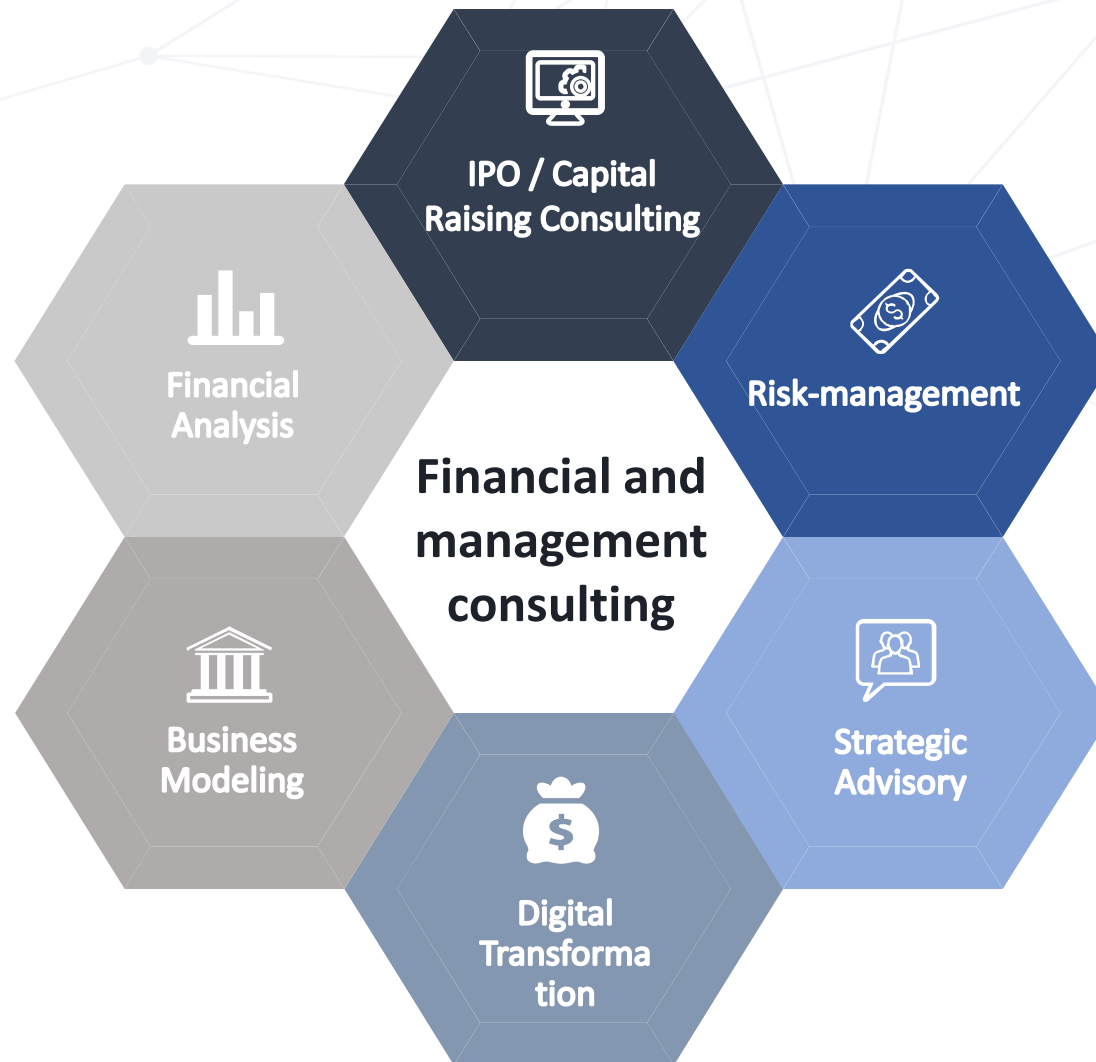 IPO / Capital
Raising Consulting
Risk-management
Financial
Analysis
Financial and
management
consulting
Strategic
Advisory
Business
Modeling
$
Digital
Transforma
tion